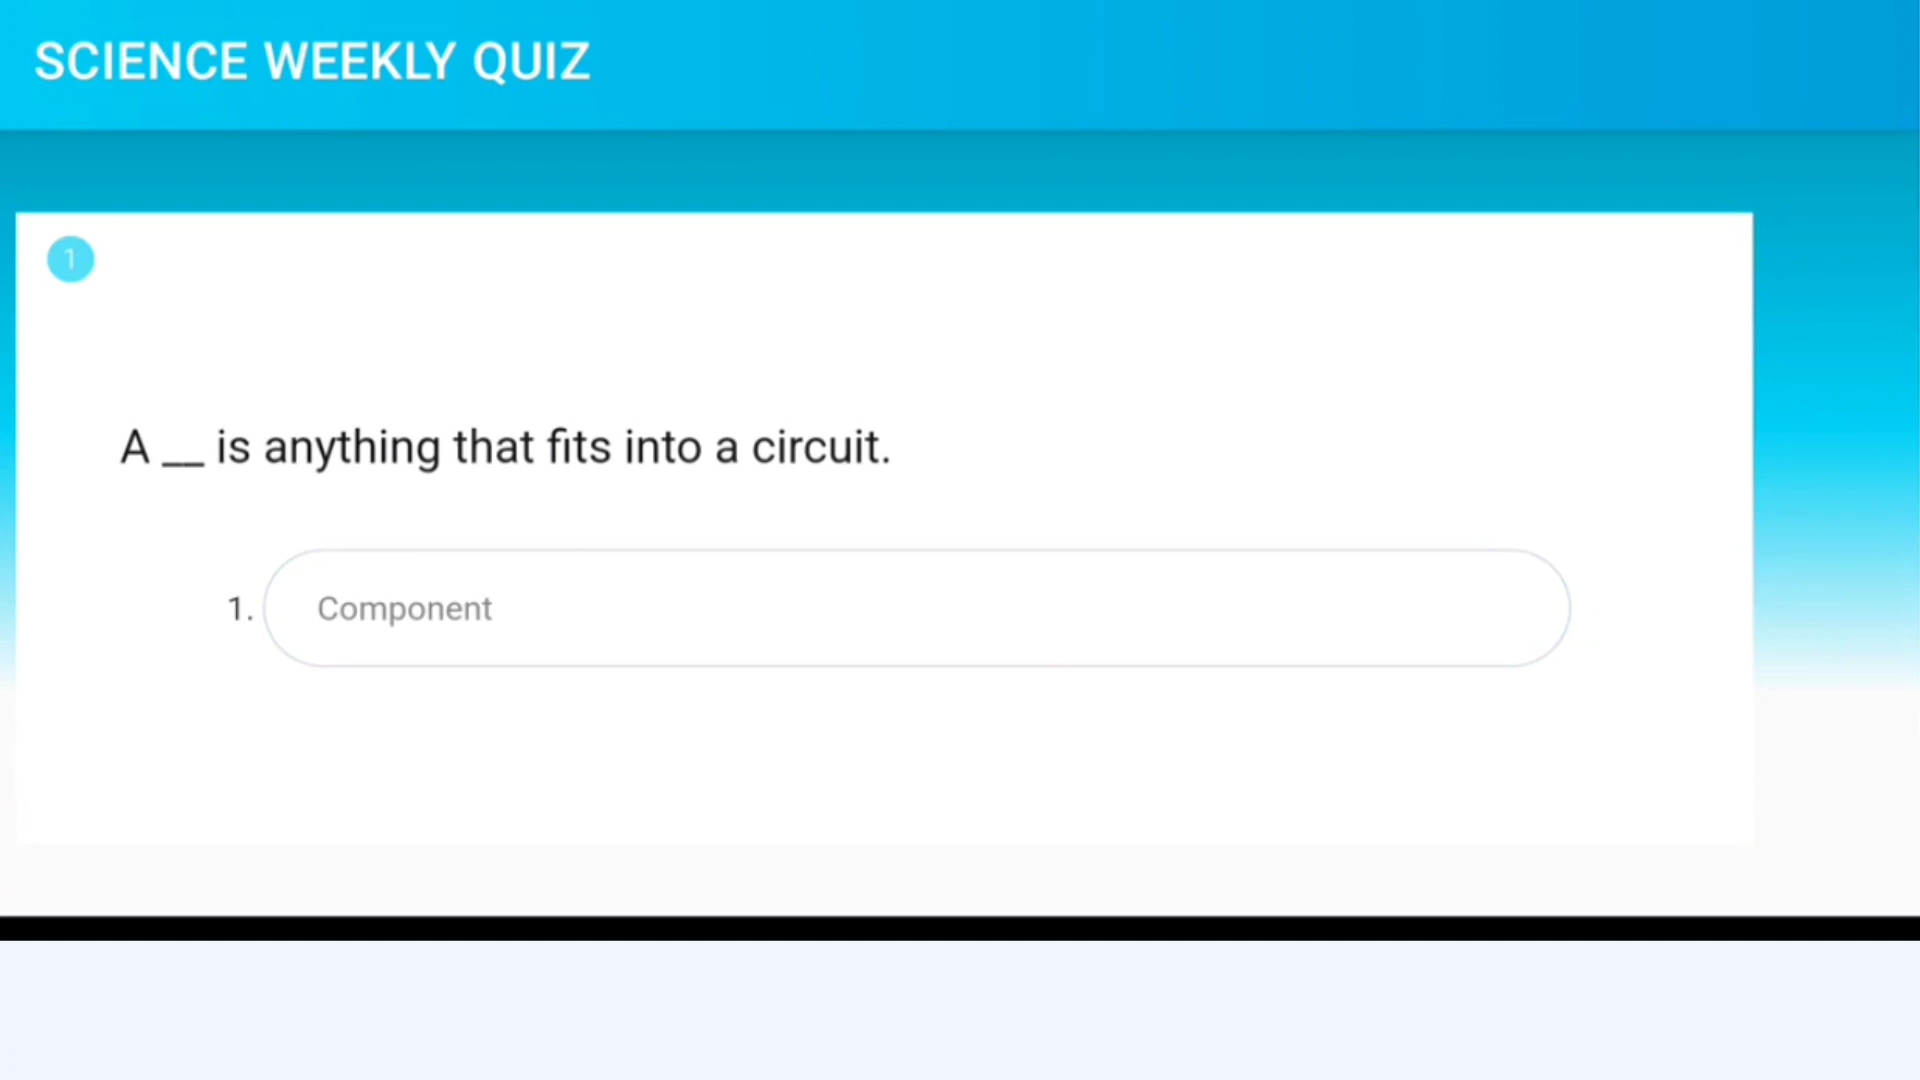 SCIENCE WEEKLY QUIZ
1
A __ is anything that fits into a circuit.
1. Component